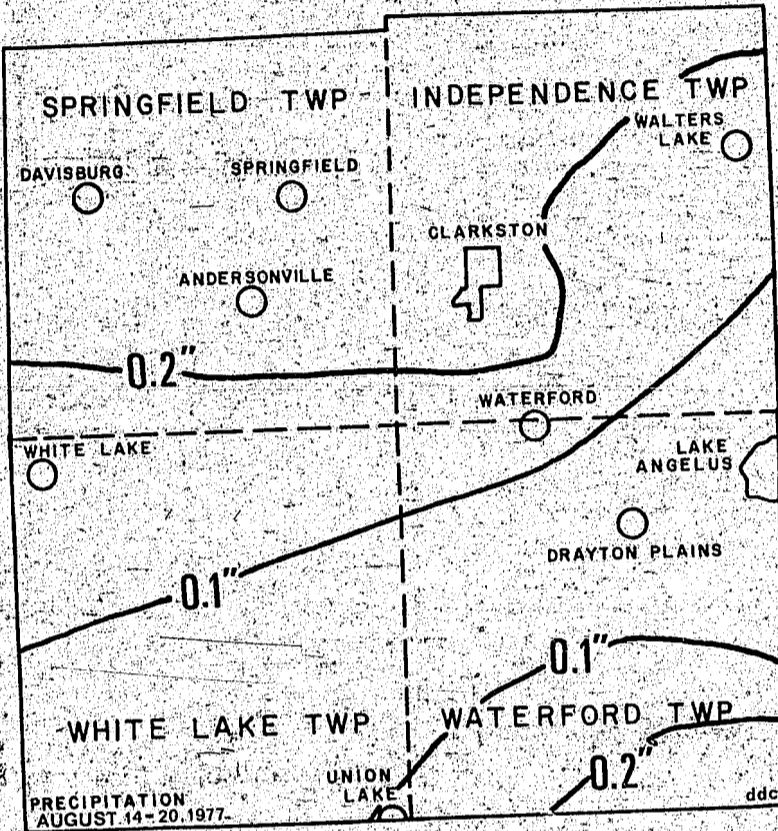 SPRINGFIELD TWP
INDEPENDENCE TWP
WALTERS
LAKE
DAVISBURG
SPRINGFIELD
CLARKSTON
ANDERSONVILLE
0.2"
WATERFORD
WHITE LAKE
LAKE
ANGELUS
DRAYTON PLAINS
0.1"
0.1"
WHITE LAKE TWP
WATERFORD TWP
0.2"
UNION
LAKE
PRECIPITATION
AUGUST 14-20, 1977
ddc